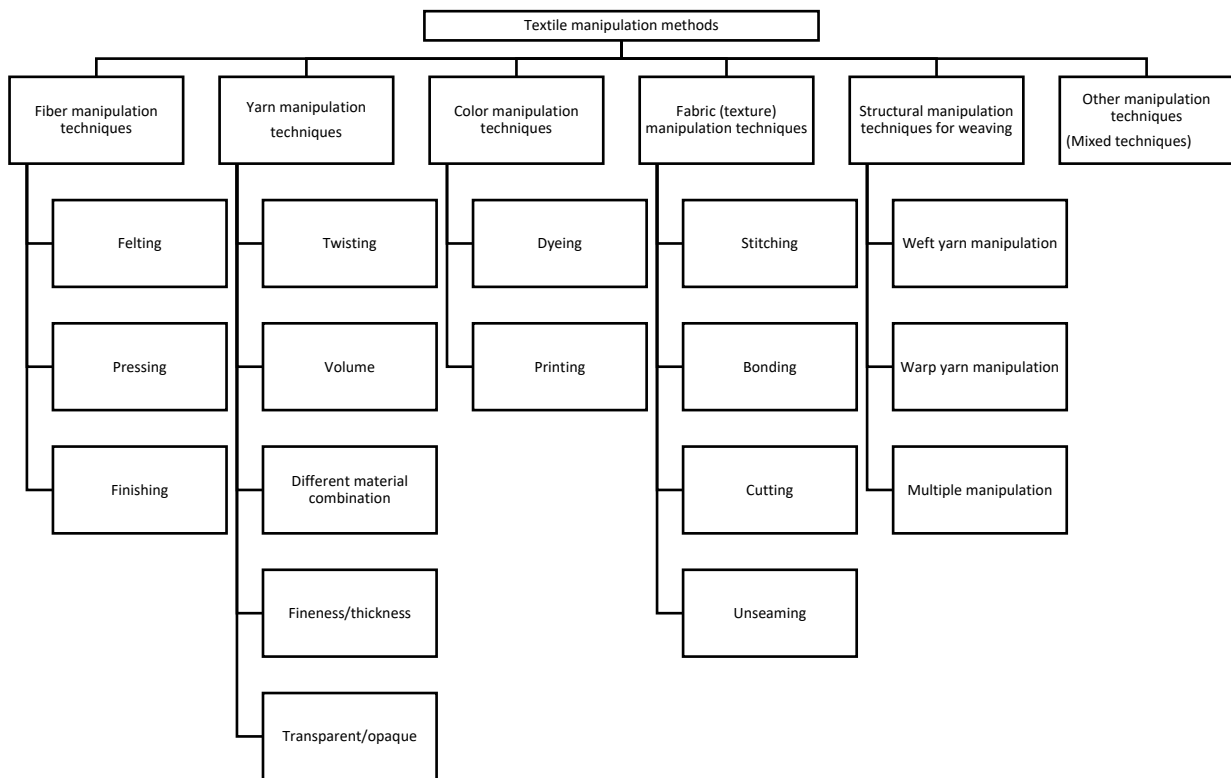 Textile manipulation methods
Fiber manipulation
techniques
Yarn manipulation
techniques
Color manipulation
techniques
Fabric (texture)
manipulation techniques
Structural manipulation
techniques for weaving
Other manipulation
techniques
(Mixed techniques)
Felting
Pressing
Finishing
Twisting
Volume
Different material
combination
Fineness/thickness
Transparent/opaque
Dyeing
Printing
Stitching
Bonding
Cutting
Unseaming
Weft yarn manipulation
Warp yarn manipulation
Multiple manipulation